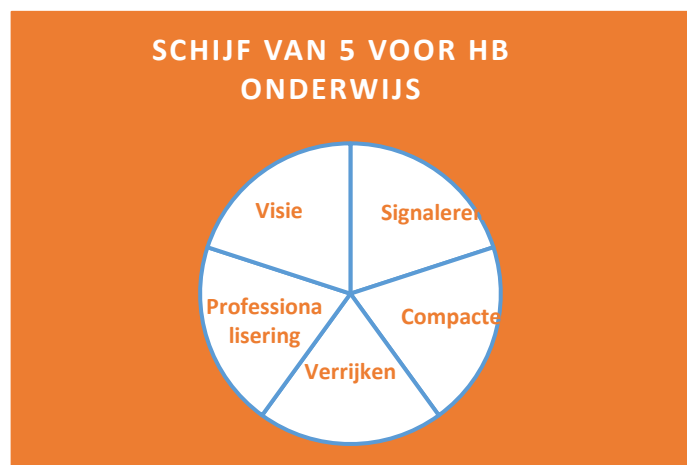 SCHIJF VAN 5 VOOR HB
ONDERWIJS
Visie
Signaleren
Professiona
lisering
Compacte
Verrijken